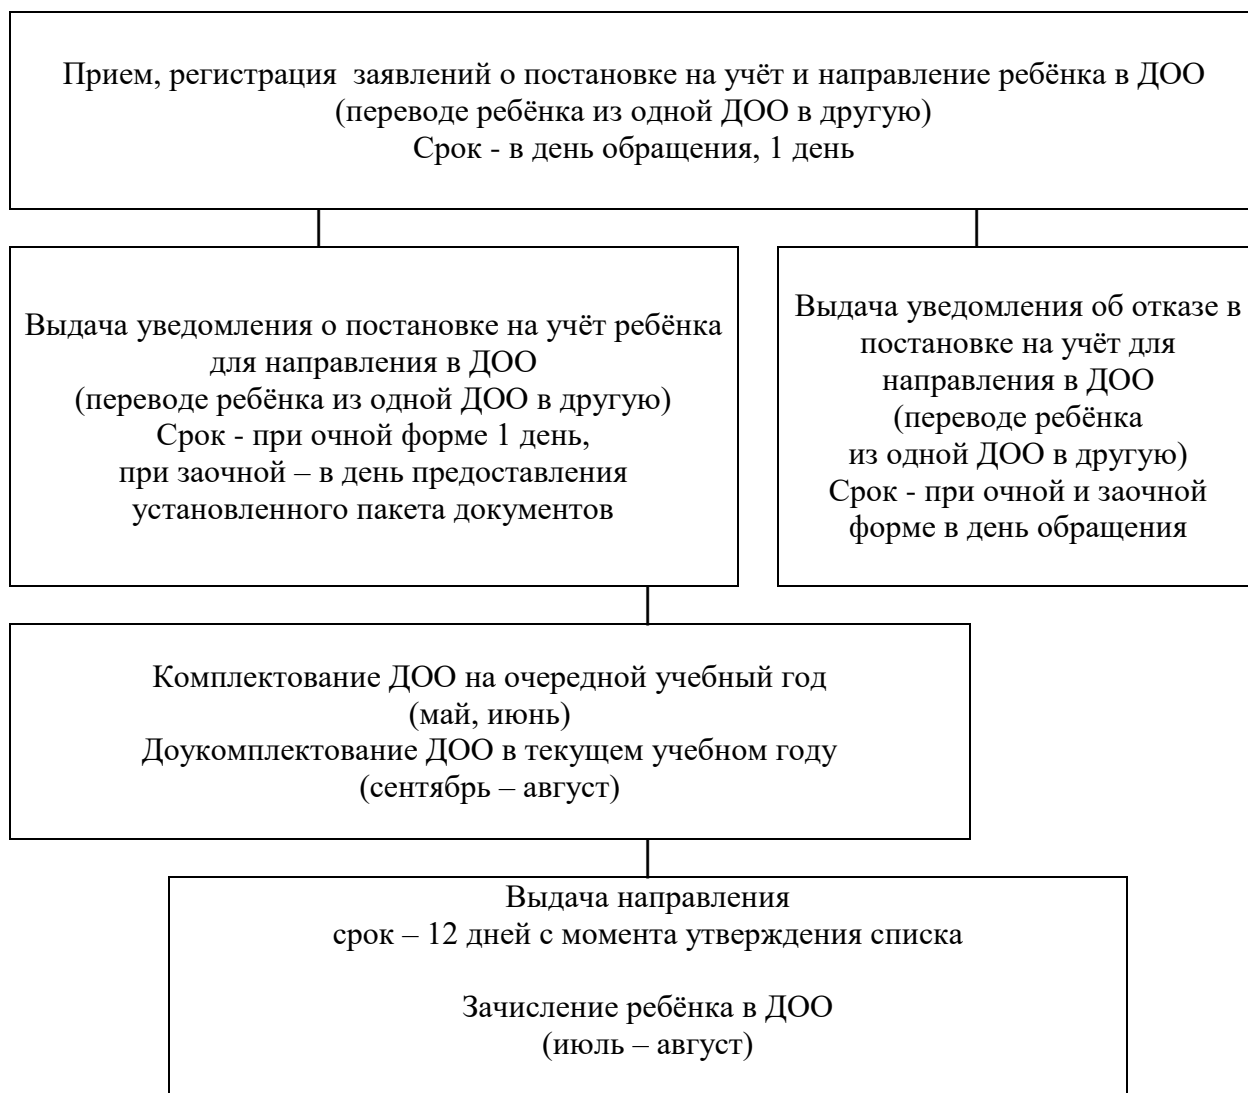 Прием, регистрация  заявлений о постановке на учёт и направление ребёнка в ДОО
(переводе ребёнка из одной ДОО в другую)
Срок - в день обращения, 1 день
Выдача уведомления о постановке на учёт ребёнка
для направления в ДОО
(переводе ребёнка из одной ДОО в другую)
Срок - при очной форме 1 день,
при заочной – в день предоставления
установленного пакета документов
Выдача уведомления об отказе в
постановке на учёт для
направления в ДОО
(переводе ребёнка
из одной ДОО в другую)
Срок - при очной и заочной
форме в день обращения
Комплектование ДОО на очередной учебный год
(май, июнь)
Доукомплектование ДОО в текущем учебном году
(сентябрь – август)
Выдача направления
срок – 12 дней с момента утверждения списка
Зачисление ребёнка в ДОО
(июль – август)